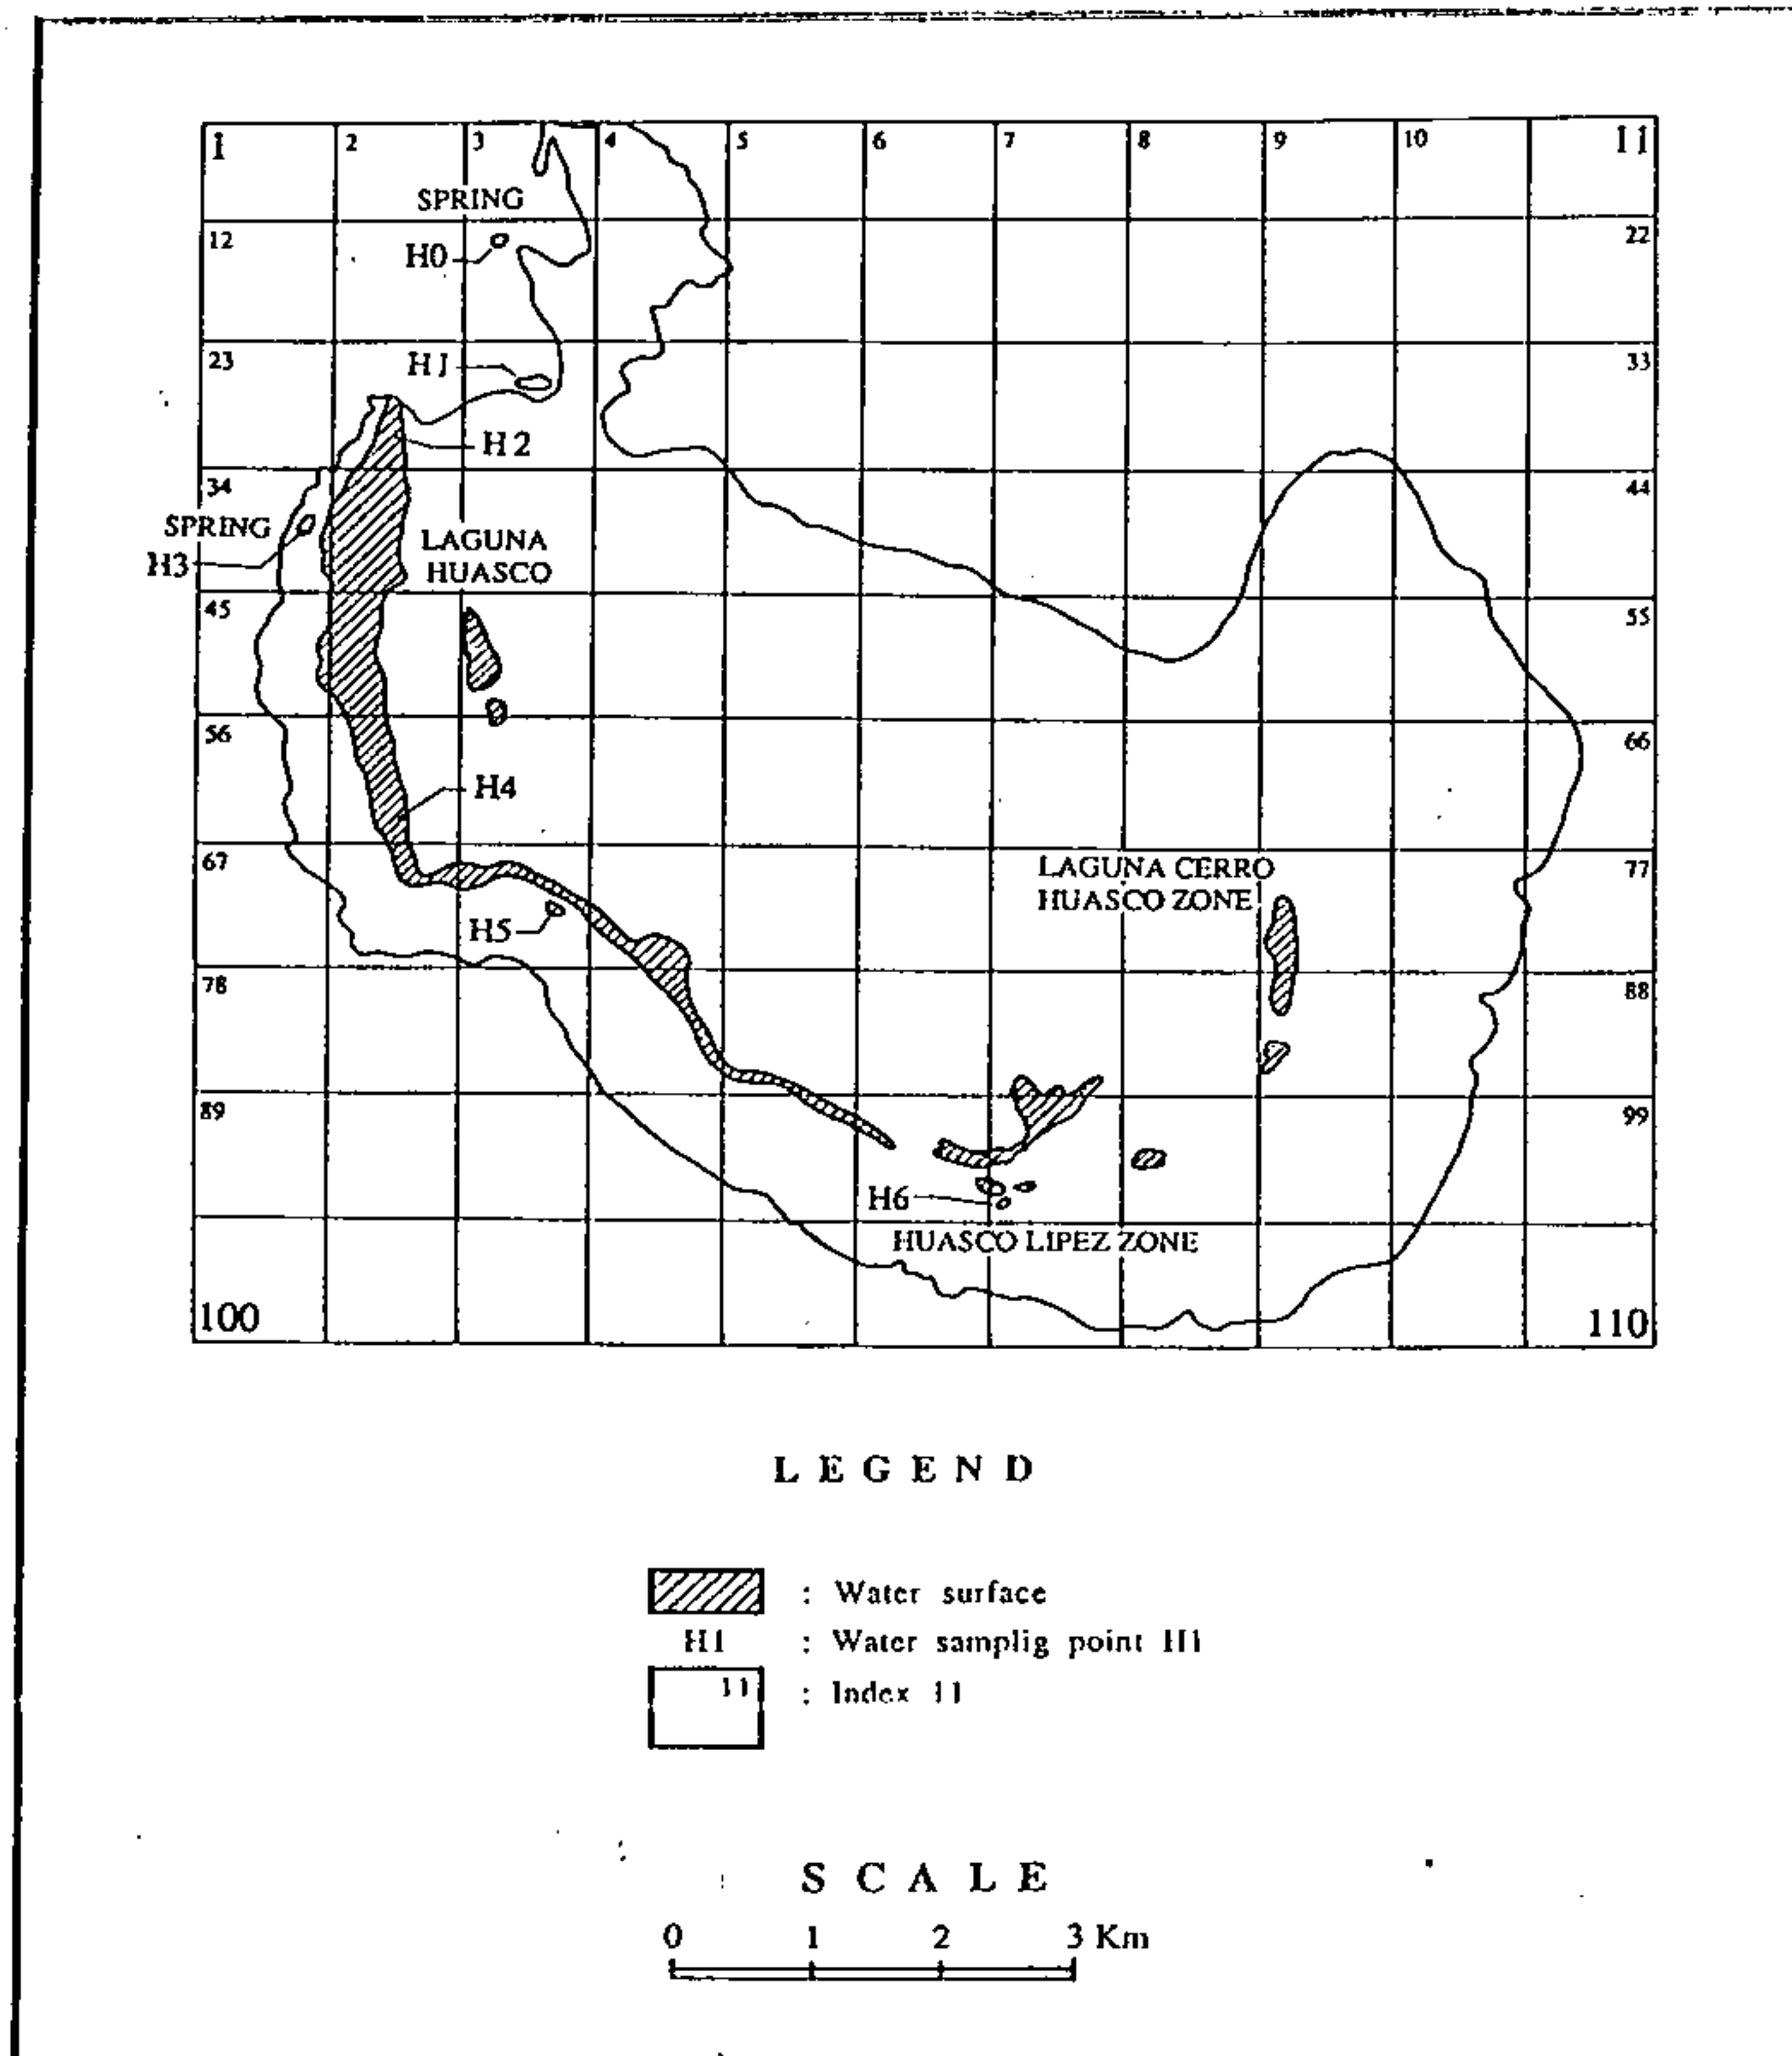 1 2 3 4 5 6 7 8 9 10 11
SPRING
12 22
H0
23 33
H1
H2
34 44
SPRING
LAGUNA
HUASCO
H3
45 55
56 66
H4
67 77
LAGUNA CERRO
HUASCO ZONE
H5
78 88
89 99
H6
HUASCO LIPEZ ZONE
100 110
LEGEND
: Water surface
H1 : Water samplig point H1
11 : Index 11
SCALE
0 1 2 3 Km